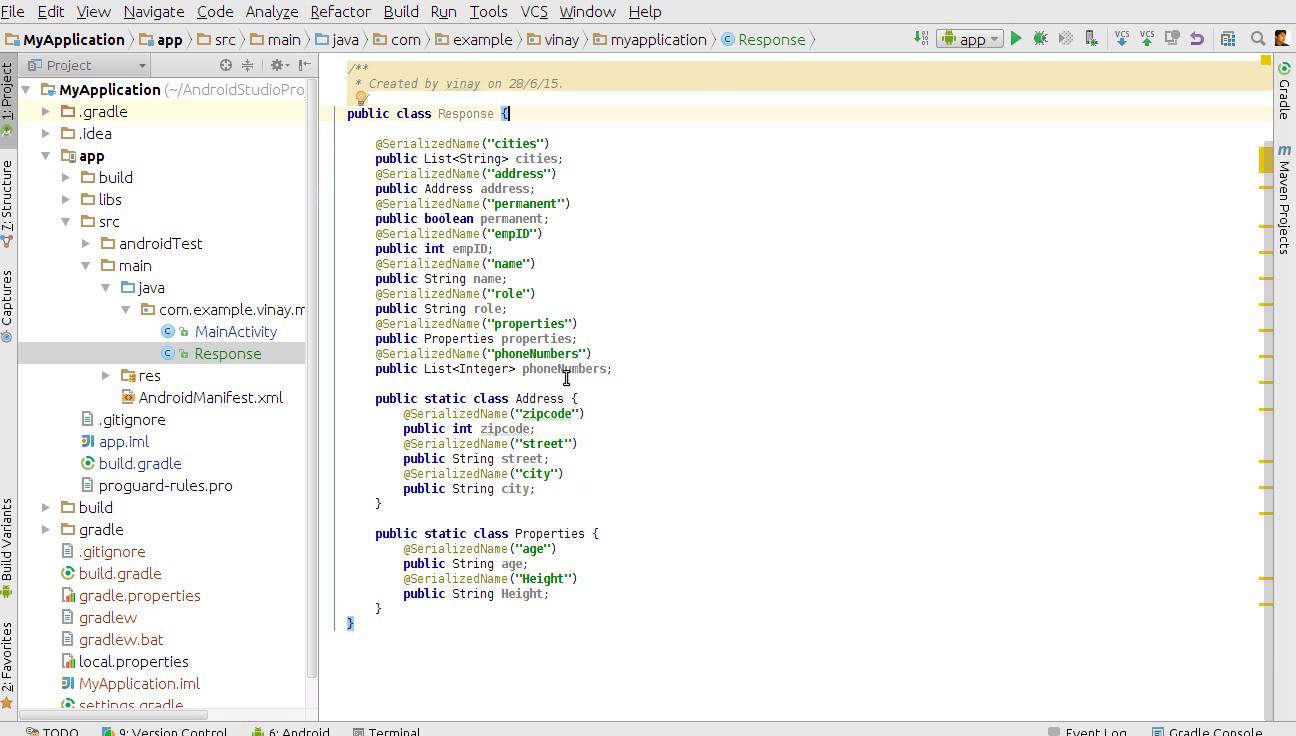 File Edit View Navigate Code Analyze Refactor Build Run Tools VCS Window Help
MyApplication app src main java com example vinay myapplication Response app VCS VCS
1: Project
7: Structure
Captures
Build Variants
2: Favorites
Project
MyApplication (~/AndroidStudioPro
.gradle
.idea
app
build
libs
src
androidTest
main
java
com.example.vinay.m
MainActivity
Response
res
AndroidManifest.xml
.gitignore
app.iml
build.gradle
proguard-rules.pro
build
gradle
.gitignore
build.gradle
gradle.properties
gradlew
gradlew.bat
local.properties
MyApplication.iml
settings.gradle
/**
* Created by vinay on 28/6/15.
public class Response {
@SerializedName("cities")
public List<String> cities;
@SerializedName("address")
public Address address;
@SerializedName("permanent")
public boolean permanent;
@SerializedName("empID")
public int empID;
@SerializedName("name")
public String name;
@SerializedName("role")
public String role;
@SerializedName("properties")
public Properties properties;
@SerializedName("phoneNumbers")
public List<Integer> phoneNumbers;
public static class Address {
@SerializedName("zipcode")
public int zipcode;
@SerializedName("street")
public String street;
@SerializedName("city")
public String city;
}
public static class Properties {
@SerializedName("age")
public String age;
@SerializedName("Height")
public String Height;
}
}
Gradle
Maven Projects
TODO 9: Version Control 6: Android Terminal Event Log Gradle Console